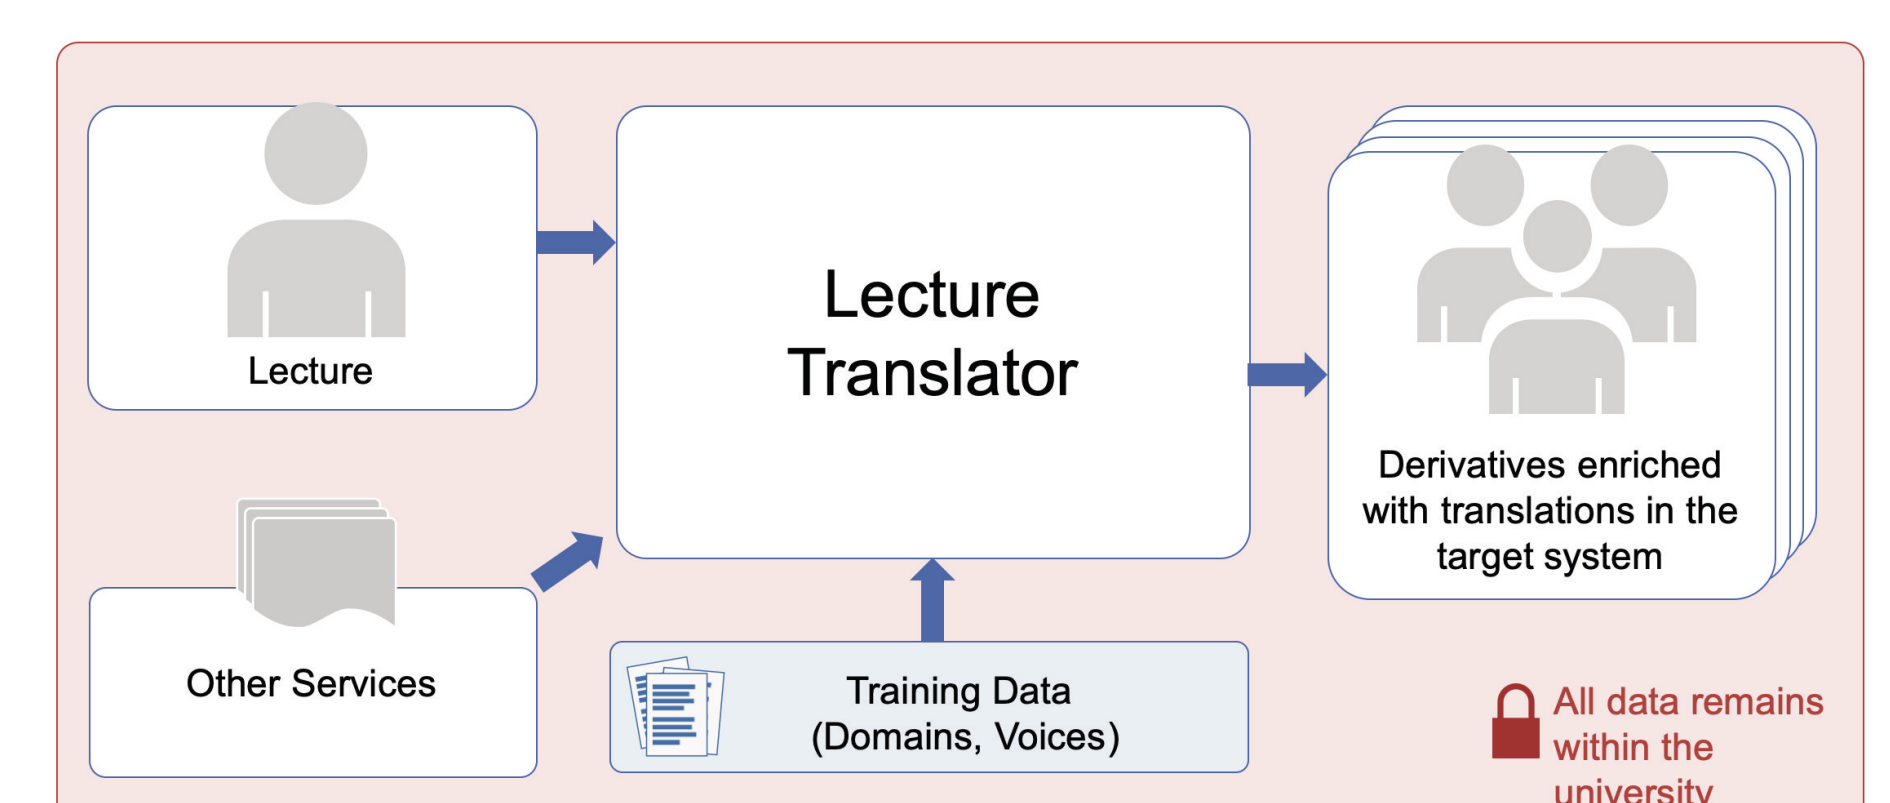 Lecture
Lecture
Translator
Derivatives enriched
with translations in the
target system
Other Services
Training Data
(Domains, Voices)
All data remains
within the
university